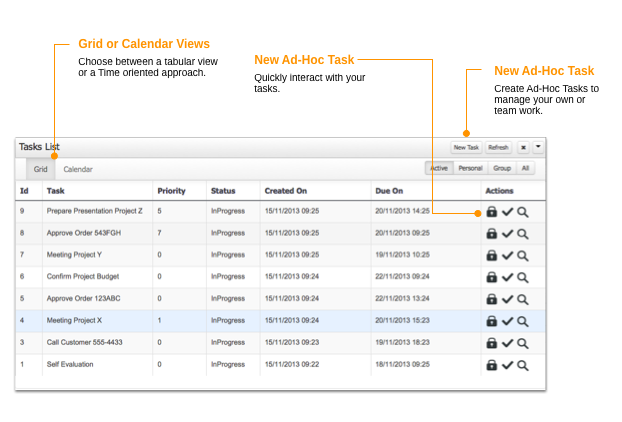 Grid or Calendar Views
Choose between a tabular view
or a Time oriented approach.
New Ad-Hoc Task
Quickly interact with your
tasks.
New Ad-Hoc Task
Create Ad-Hoc Tasks to
manage your own or
team work.
Tasks List
New Task Refresh
Grid Calendar
Active Personal Group All
Id Task Priority Status Created On Due On Actions
9 Prepare Presentation Project Z 5 InProgress 15/11/2013 09:25 20/11/2013 14:25
8 Approve Order 543FGH 7 InProgress 15/11/2013 09:25 20/11/2013 09:25
7 Meeting Project Y 0 InProgress 15/11/2013 09:25 19/11/2013 10:25
6 Confirm Project Budget 0 InProgress 15/11/2013 09:24 22/11/2013 09:24
5 Approve Order 123ABC 0 InProgress 15/11/2013 09:24 22/11/2013 13:24
4 Meeting Project X 1 InProgress 15/11/2013 09:24 20/11/2013 15:23
3 Call Customer 555-4433 0 InProgress 15/11/2013 09:23 19/11/2013 18:23
1 Self Evaluation 0 InProgress 15/11/2013 09:22 18/11/2013 09:25